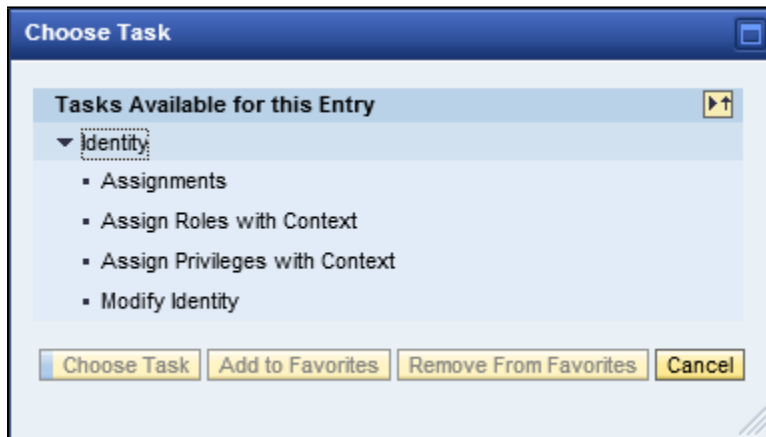 Choose Task
Tasks Available for this Entry
Identity
Assignments
Assign Roles with Context
Assign Privileges with Context
Modify Identity
Choose Task Add to Favorites Remove From Favorites Cancel